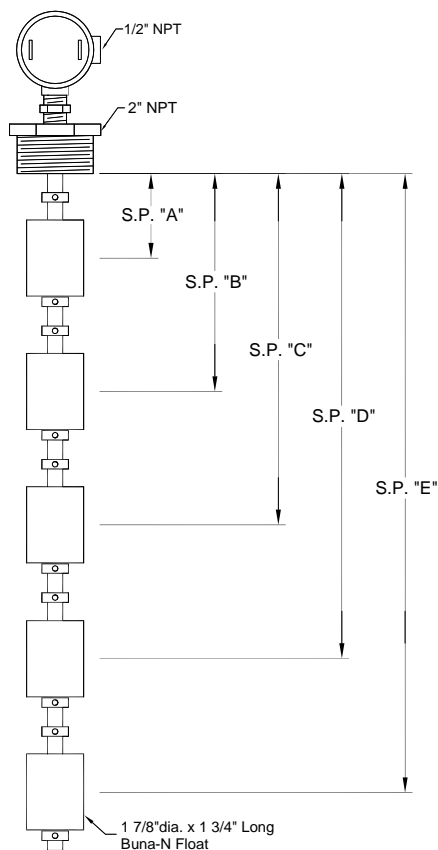 1/2" NPT
2" NPT
S.P. "A"
S.P. "B"
S.P. "C"
S.P. "D"
S.P. "E"
1 7/8"dia. x 1 3/4" Long
Buna-N Float